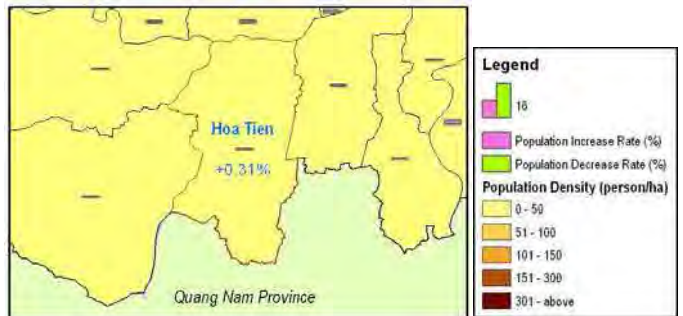 Hoa Tien
+0.31%
Quang Nam Province
Legend
16
Population Increase Rate (%)
Population Decrease Rate (%)
Population Density (person/ha)
0 - 50
51 - 100
101 - 150
151 - 300
301 - above